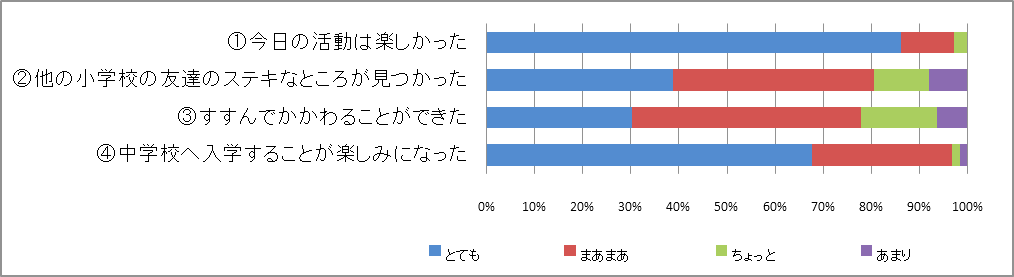 ①今日の活動は楽しかった
②他の小学校の友達のステキなところが見つかった
③すすんでかかわることができた
④中学校へ入学することが楽しみになった
0% 10% 20% 30% 40% 50% 60% 70% 80% 90% 100%
とても まあまあ ちょっと あまり